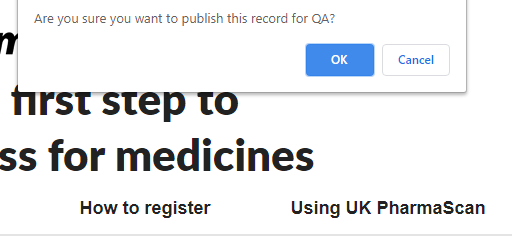 Are you sure you want to publish this record for QA?
OK Cancel
first step to
ss for medicines
How to register Using UK PharmaScan